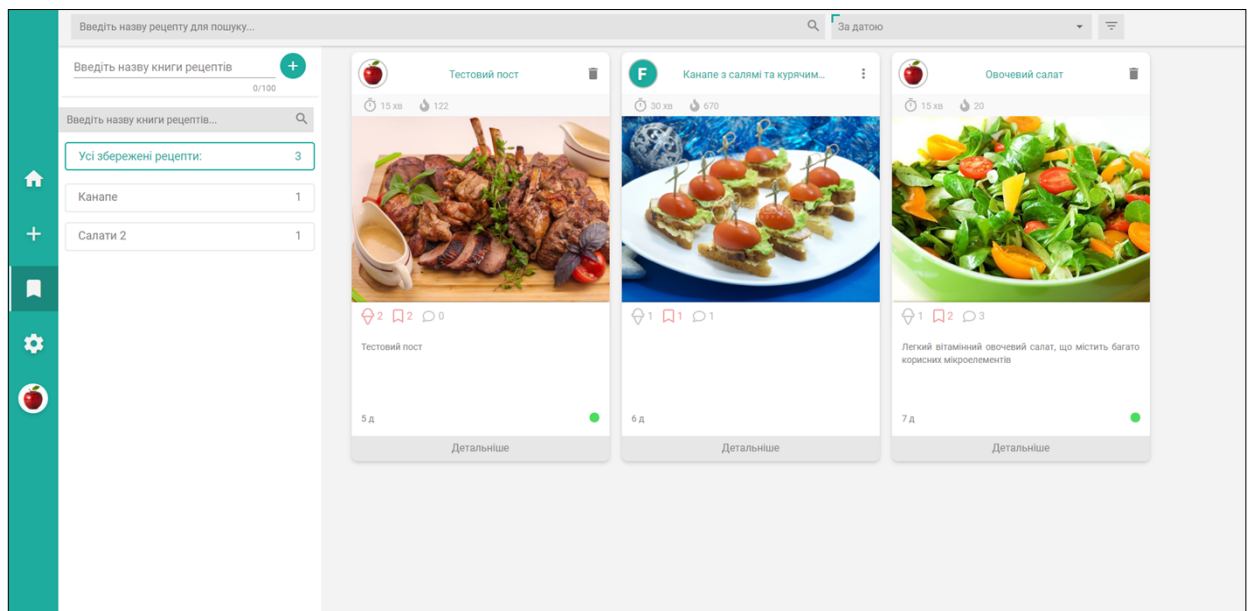 Введіть назву рецепту для пошуку...
За датою
Введіть назву книги рецептів
0/100
Введіть назву книги рецептів...
Усі збережені рецепти: 3
Канапе 1
Салати 2 1
Тестовий пост
15 хв 122
2 2 0
Тестовий пост
5 д
Детальніше
F
Канапе з салямі та курячим...
30 хв 670
1 1 1
6 д
Детальніше
Овочевий салат
15 хв 20
1 2 3
Легкий вітамінний овочевий салат, що містить багато
корисних мікроелементів
7 д
Детальніше